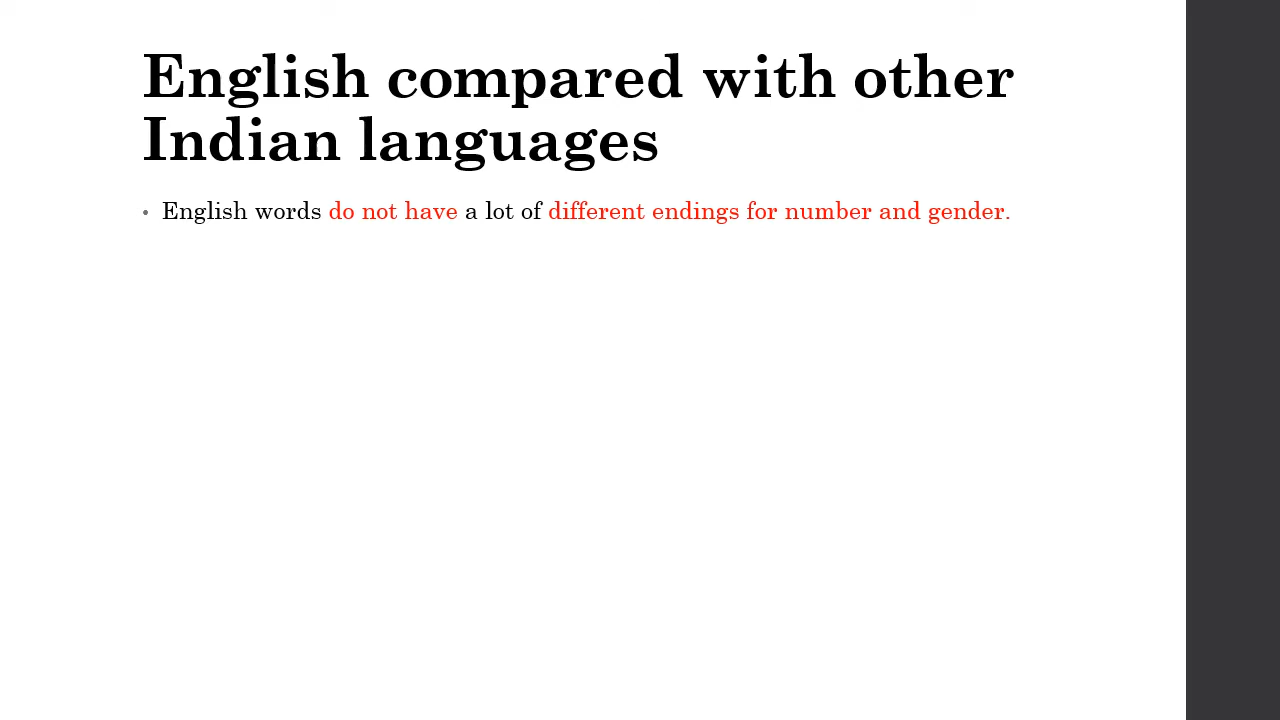 English compared with other
Indian languages
• English words do not have a lot of different endings for number and gender.